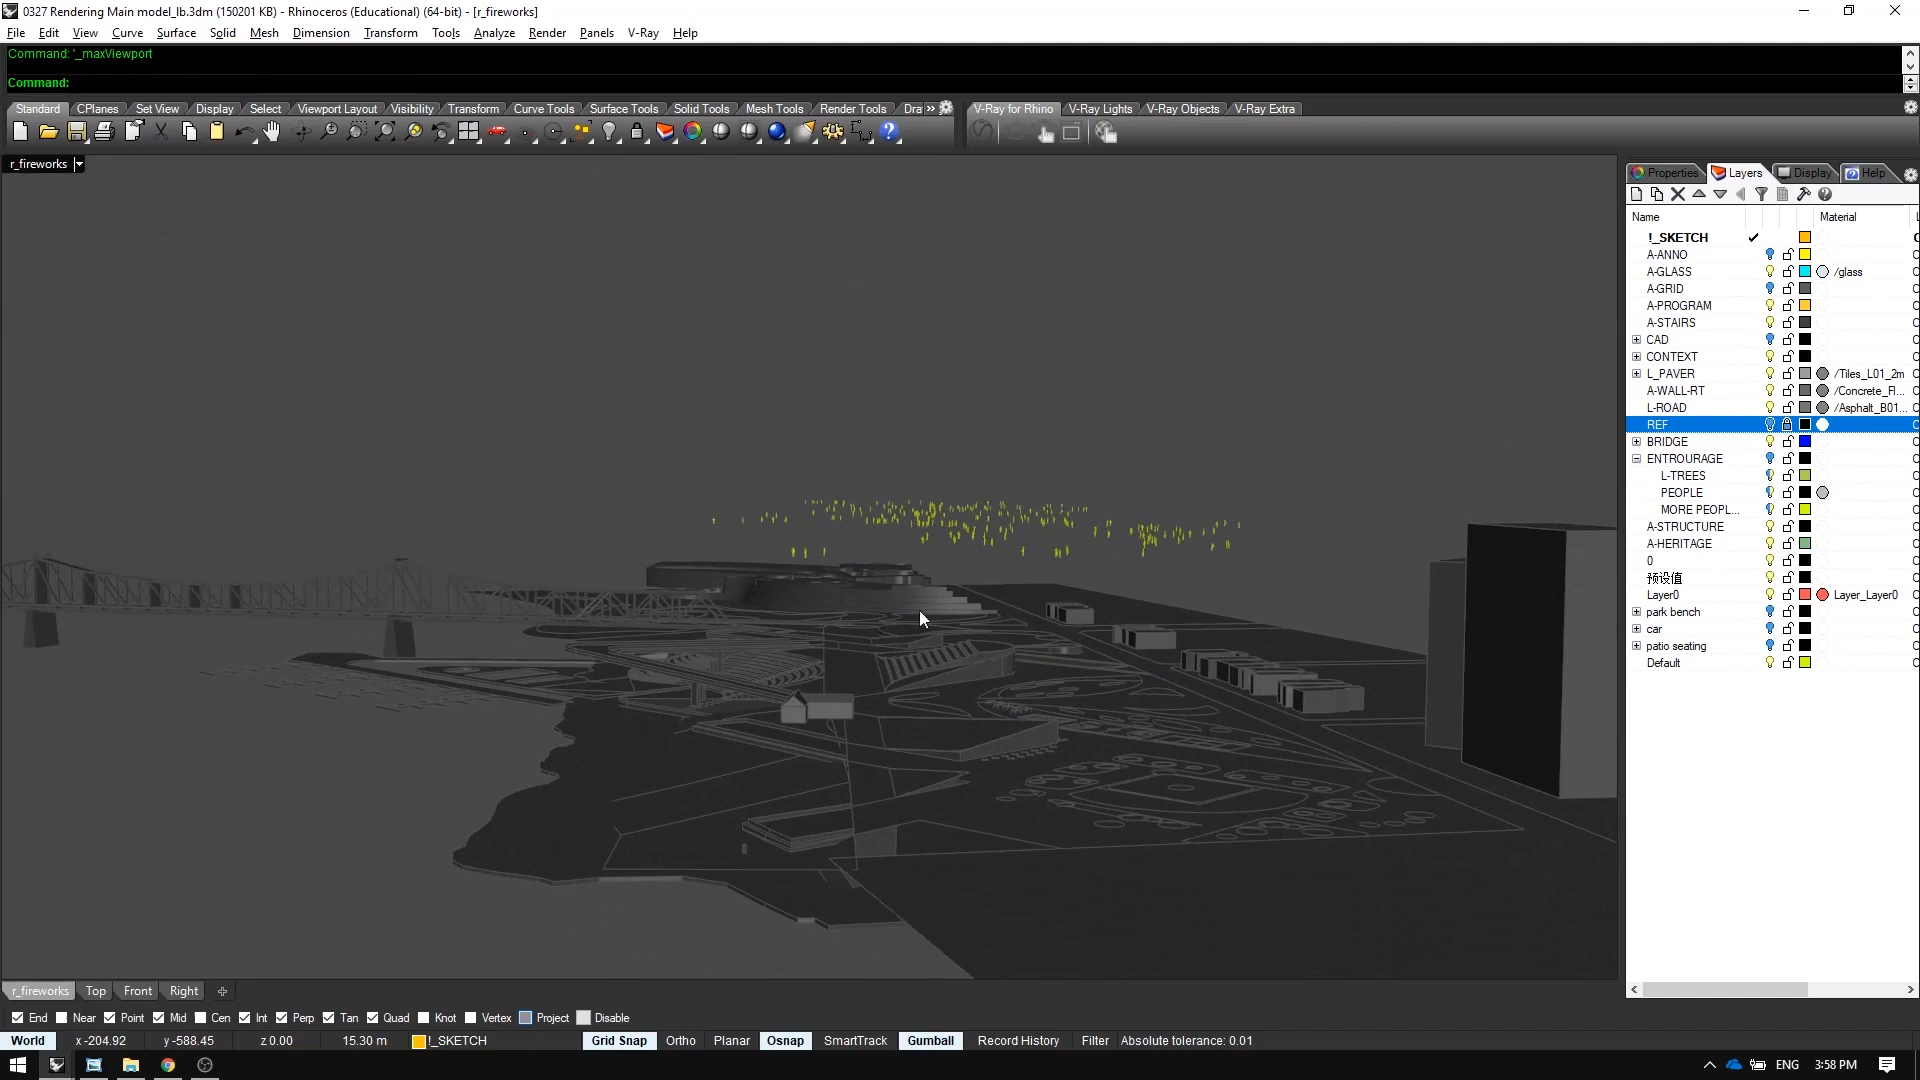 0327 Rendering Main model_lb.3dm (150201 KB) - Rhinoceros (Educational) (64-bit) - [r_fireworks]
File Edit View Curve Surface Solid Mesh Dimension Transform Tools Analyze Render Panels V-Ray Help
Command: '_maxViewport
Command:
Standard CPlanes Set View Display Select Viewport Layout Visibility Transform Curve Tools Surface Tools Solid Tools Mesh Tools Render Tools Dra »
V-Ray for Rhino V-Ray Lights V-Ray Objects V-Ray Extra
r_fireworks
Properties Layers Display Help
Name Material L
!_SKETCH
A-ANNO
A-GLASS /glass
A-GRID
A-PROGRAM
A-STAIRS
CAD
CONTEXT
L_PAVER /Tiles_L01_2m
A-WALL-RT /Concrete_Fl...
L-ROAD /Asphalt_B01...
REF
BRIDGE
ENTROURAGE
L-TREES
PEOPLE
MORE PEOPL...
A-STRUCTURE
A-HERITAGE
0
预设值
Layer0 Layer_Layer0
park bench
car
patio seating
Default
r_fireworks Top Front Right
End Near Point Mid Cen Int Perp Tan Quad Knot Vertex Project Disable
World x -204.92 y -588.45 z 0.00 15.30 m !_SKETCH Grid Snap Ortho Planar Osnap SmartTrack Gumball Record History Filter Absolute tolerance: 0.01
ENG 3:58 PM